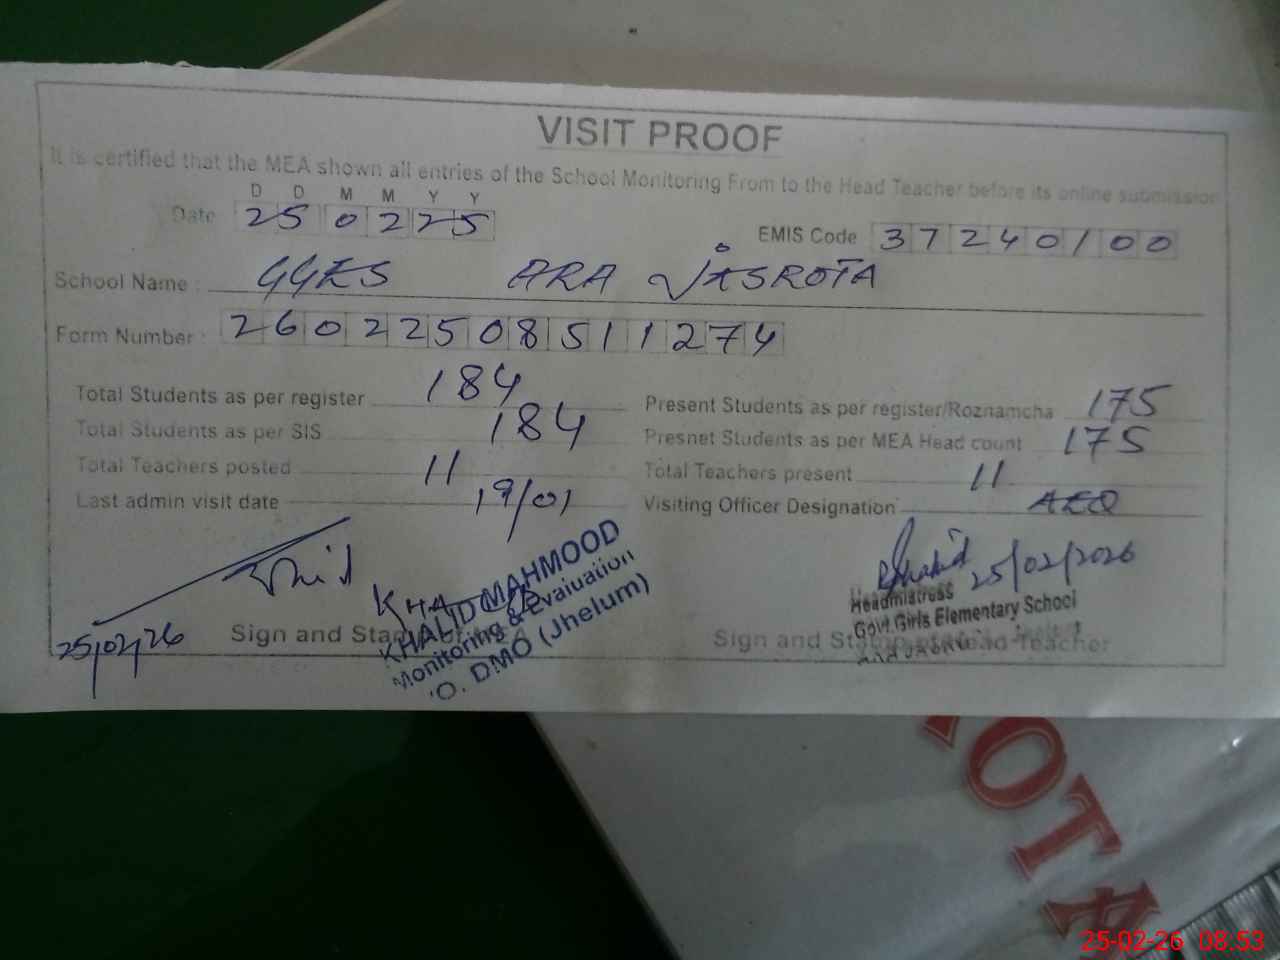 VISIT PROOF
It is certified that the MEA shown all entries of the School Monitoring From to the Head Teacher before its online submission
D D M M Y Y
Date 25 02 25
EMIS Code 37240100
School Name : GGES ARA JASROTA
Form Number : 260225085111274
Total Students as per register 184
Present Students as per register/Roznamcha 175
Total Students as per SIS 184
Presnet Students as per MEA Head count 175
Total Teachers posted 11
Total Teachers present 11
Last admin visit date 19/01
Visiting Officer Designation AEO
25/02/2026
25/02/26
KHALID MAHMOOD
Monitoring & Evaluation
O. DMO (Jhelum)
Headmistress
Govt Girls Elementary School
Sign and Stamp
Sign and Stamp of Head Teacher
ROTA
25-02-26 08.53